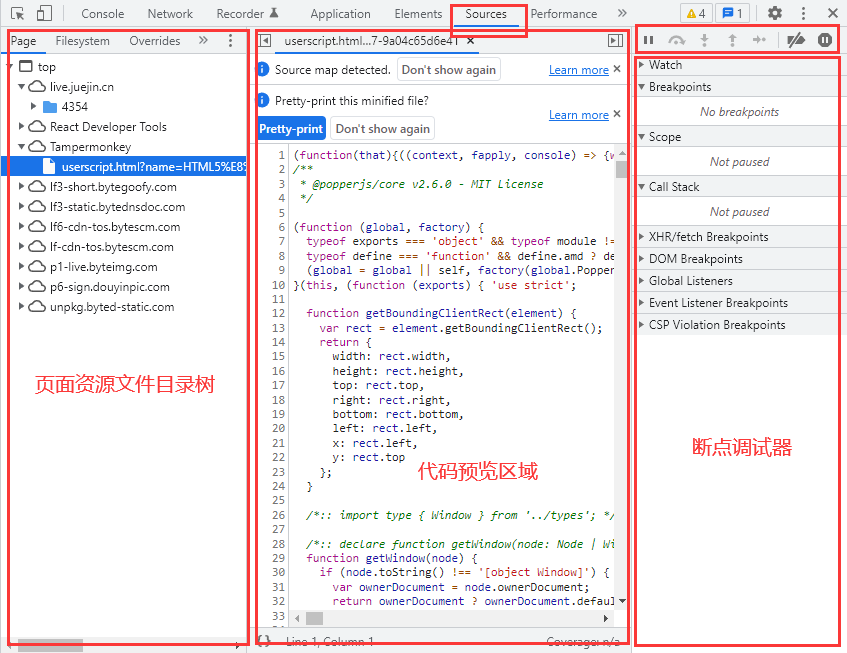 Console Network Recorder Application Elements Sources Performance » 4 1
Page Filesystem Overrides »
userscript.html...7-9a04c65d6e41 ×
top
live.juejin.cn
4354
React Developer Tools
Tampermonkey
userscript.html?name=HTML5%E8%
lf3-short.bytegoofy.com
lf3-static.bytednsdoc.com
lf6-cdn-tos.bytescm.com
lf-cdn-tos.bytescm.com
p1-live.byteimg.com
p6-sign.douyinpic.com
unpkg.byted-static.com
页面资源文件目录树
Source map detected. Don't show again Learn more ×
Pretty-print this minified file?
Learn more ×
Pretty-print Don't show again
1 (function(that){((context, fapply, console) => {w
2 /**
3 * @popperjs/core v2.6.0 - MIT License
4 */
5
6 (function (global, factory) {
7 typeof exports === 'object' && typeof module !=
8 typeof define === 'function' && define.amd ? de
9 (global = global || self, factory(global.Popper
10 }(this, (function (exports) { 'use strict';
11
12 function getBoundingClientRect(element) {
13 var rect = element.getBoundingClientRect();
14 return {
15 width: rect.width,
16 height: rect.height,
17 top: rect.top,
18 right: rect.right,
19 bottom: rect.bottom,
20 left: rect.left,
21 x: rect.left,
22 y: rect.top
23 };
24 }
25
26 /*:: import type { Window } from '../types'; */
27
28 /*:: declare function getWindow(node: Node | Wi
29 function getWindow(node) {
30 if (node.toString() !== '[object Window]') {
31 var ownerDocument = node.ownerDocument;
32 return ownerDocument ? ownerDocument.defaul
33
代码预览区域
{} Line 1, Column 1 Coverage: n/a
Watch
Breakpoints
No breakpoints
Scope
Not paused
Call Stack
Not paused
XHR/fetch Breakpoints
DOM Breakpoints
Global Listeners
Event Listener Breakpoints
CSP Violation Breakpoints
断点调试器